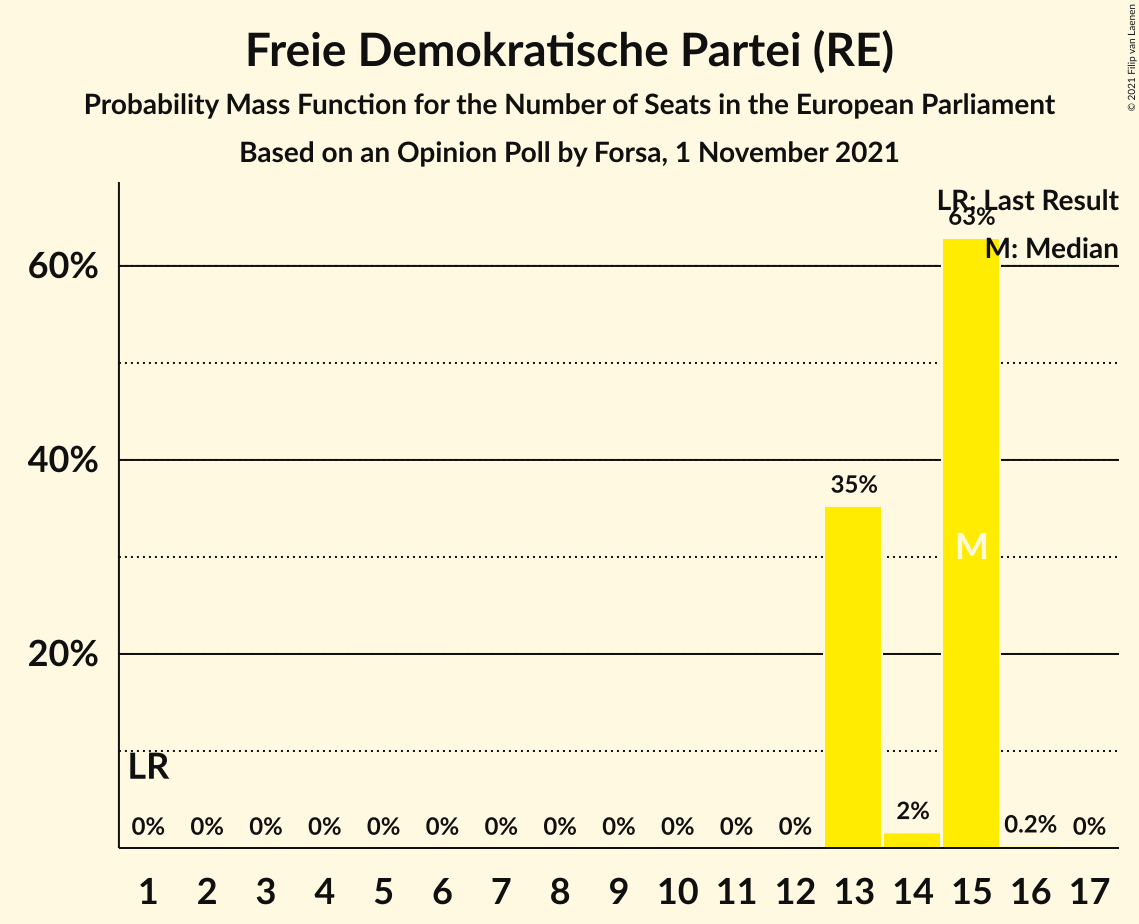 Freie Demokratische Partei (RE)
Probability Mass Function for the Number of Seats in the European Parliament
Based on an Opinion Poll by Forsa, 1 November 2021
© 2021 Filip van Laenen
LR: Last Result
63%
M: Median
60%
40%
35%
M
20%
LR
0% 0% 0% 0% 0% 0% 0% 0% 0% 0% 0% 0% 2% 0.2% 0%
1 2 3 4 5 6 7 8 9 10 11 12 13 14 15 16 17